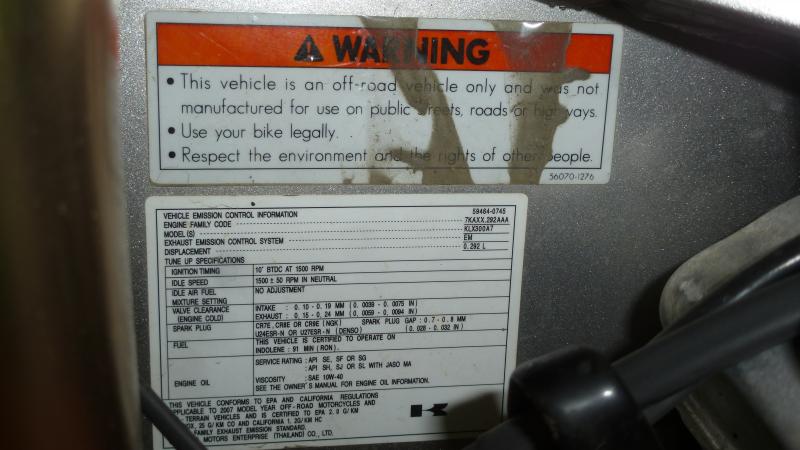 WARNING
• This vehicle is an off-road vehicle only and was not
manufactured for use on public streets, roads or highways.
• Use your bike legally.
• Respect the environment and the rights of other people.
56070-1276
VEHICLE EMISSION CONTROL INFORMATION 59464-0745
ENGINE FAMILY CODE 7KAXX.292AAA
MODEL(S) KLX300A7
EXHAUST EMISSION CONTROL SYSTEM EM
DISPLACEMENT 0.292 L
TUNE UP SPECIFICATIONS
IGNITION TIMING 10° BTDC AT 1500 RPM
IDLE SPEED 1500 ± 50 RPM IN NEUTRAL
IDLE AIR FUEL
MIXTURE SETTING NO ADJUSTMENT
VALVE CLEARANCE INTAKE : 0.10 - 0.19 MM (0.0039 - 0.0075 IN)
(ENGINE COLD) EXHAUST : 0.15 - 0.24 MM (0.0059 - 0.0094 IN)
SPARK PLUG CR7E, CR8E OR CR9E (NGK) SPARK PLUG GAP : 0.7 - 0.8 MM
U24ESR-N OR U27ESR-N (DENSO) (0.028 - 0.032 IN)
FUEL THIS VEHICLE IS CERTIFIED TO OPERATE ON
INDOLENE : 91 MIN (RON).
ENGINE OIL SERVICE RATING : API SE, SF OR SG
: API SH, SJ OR SL WITH JASO MA
VISCOSITY : SAE 10W-40
SEE THE OWNER'S MANUAL FOR ENGINE OIL INFORMATION.
THIS VEHICLE CONFORMS TO EPA AND CALIFORNIA REGULATIONS
APPLICABLE TO 2007 MODEL YEAR OFF-ROAD MOTORCYCLES AND
TERRAIN VEHICLES AND IS CERTIFIED TO EPA 2.0 G/KM
OX, 25 G/KM CO AND CALIFORNIA 1.2G/KM HC
FAMILY EXHAUST EMISSION STANDARD.
MOTORS ENTERPRISE (THAILAND) CO., LTD.